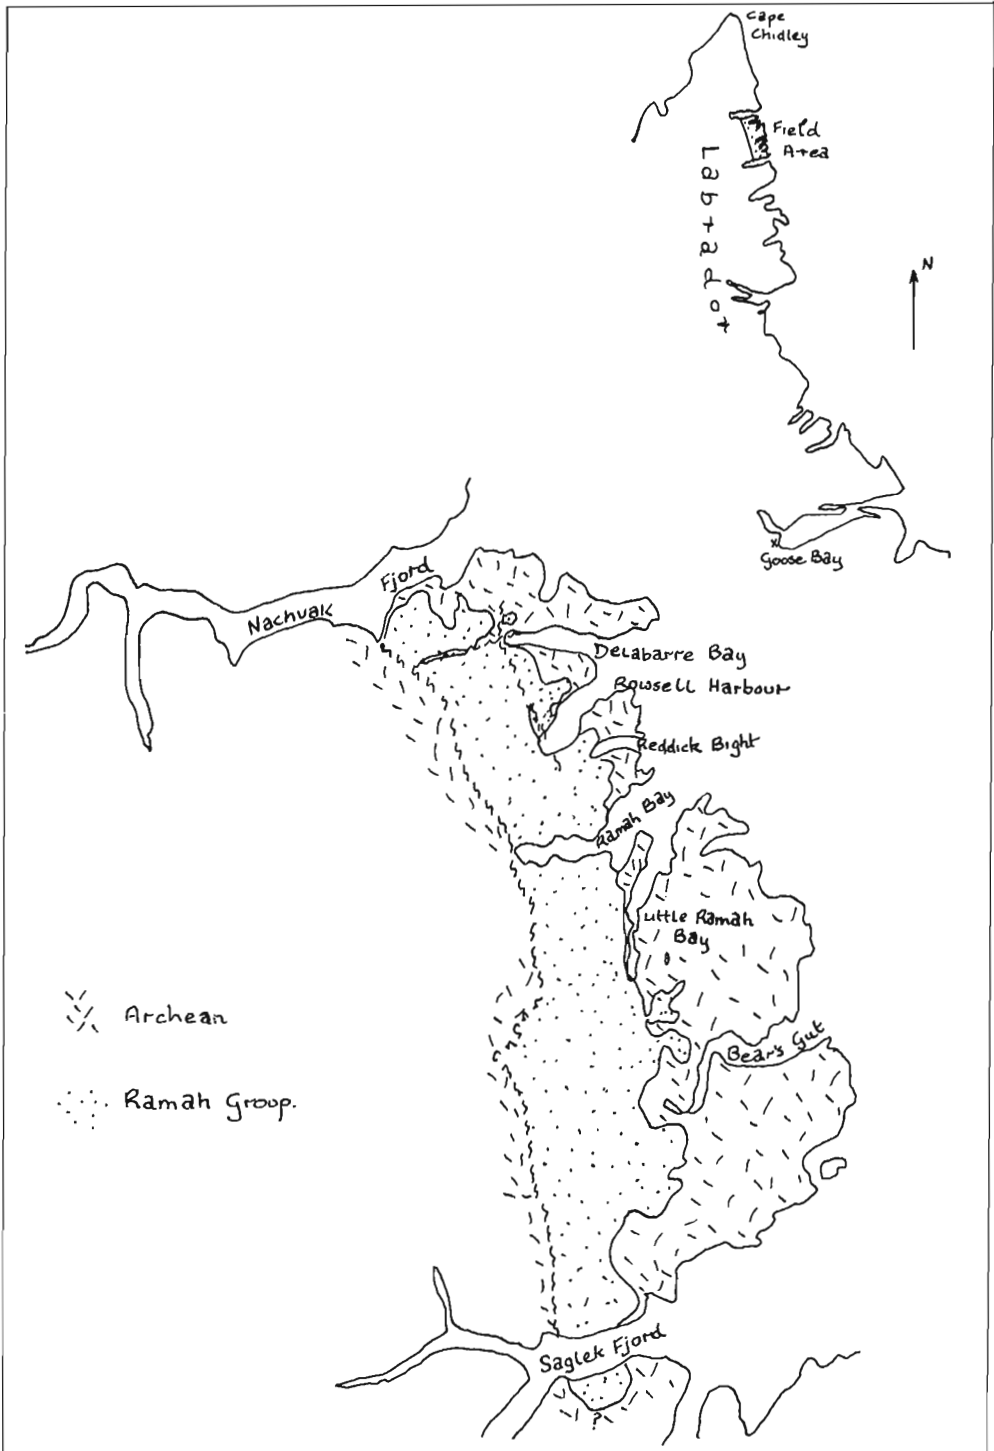 Cape
Chidley
Field
Area
Labrador
N
Goose Bay
Nachvak Fjord
Delabarre Bay
Rowsell Harbour
Reddick Bight
Ramah Bay
Little Ramah
Bay
Archean
Bear's Gut
Ramah Group.
Saglek Fjord
?